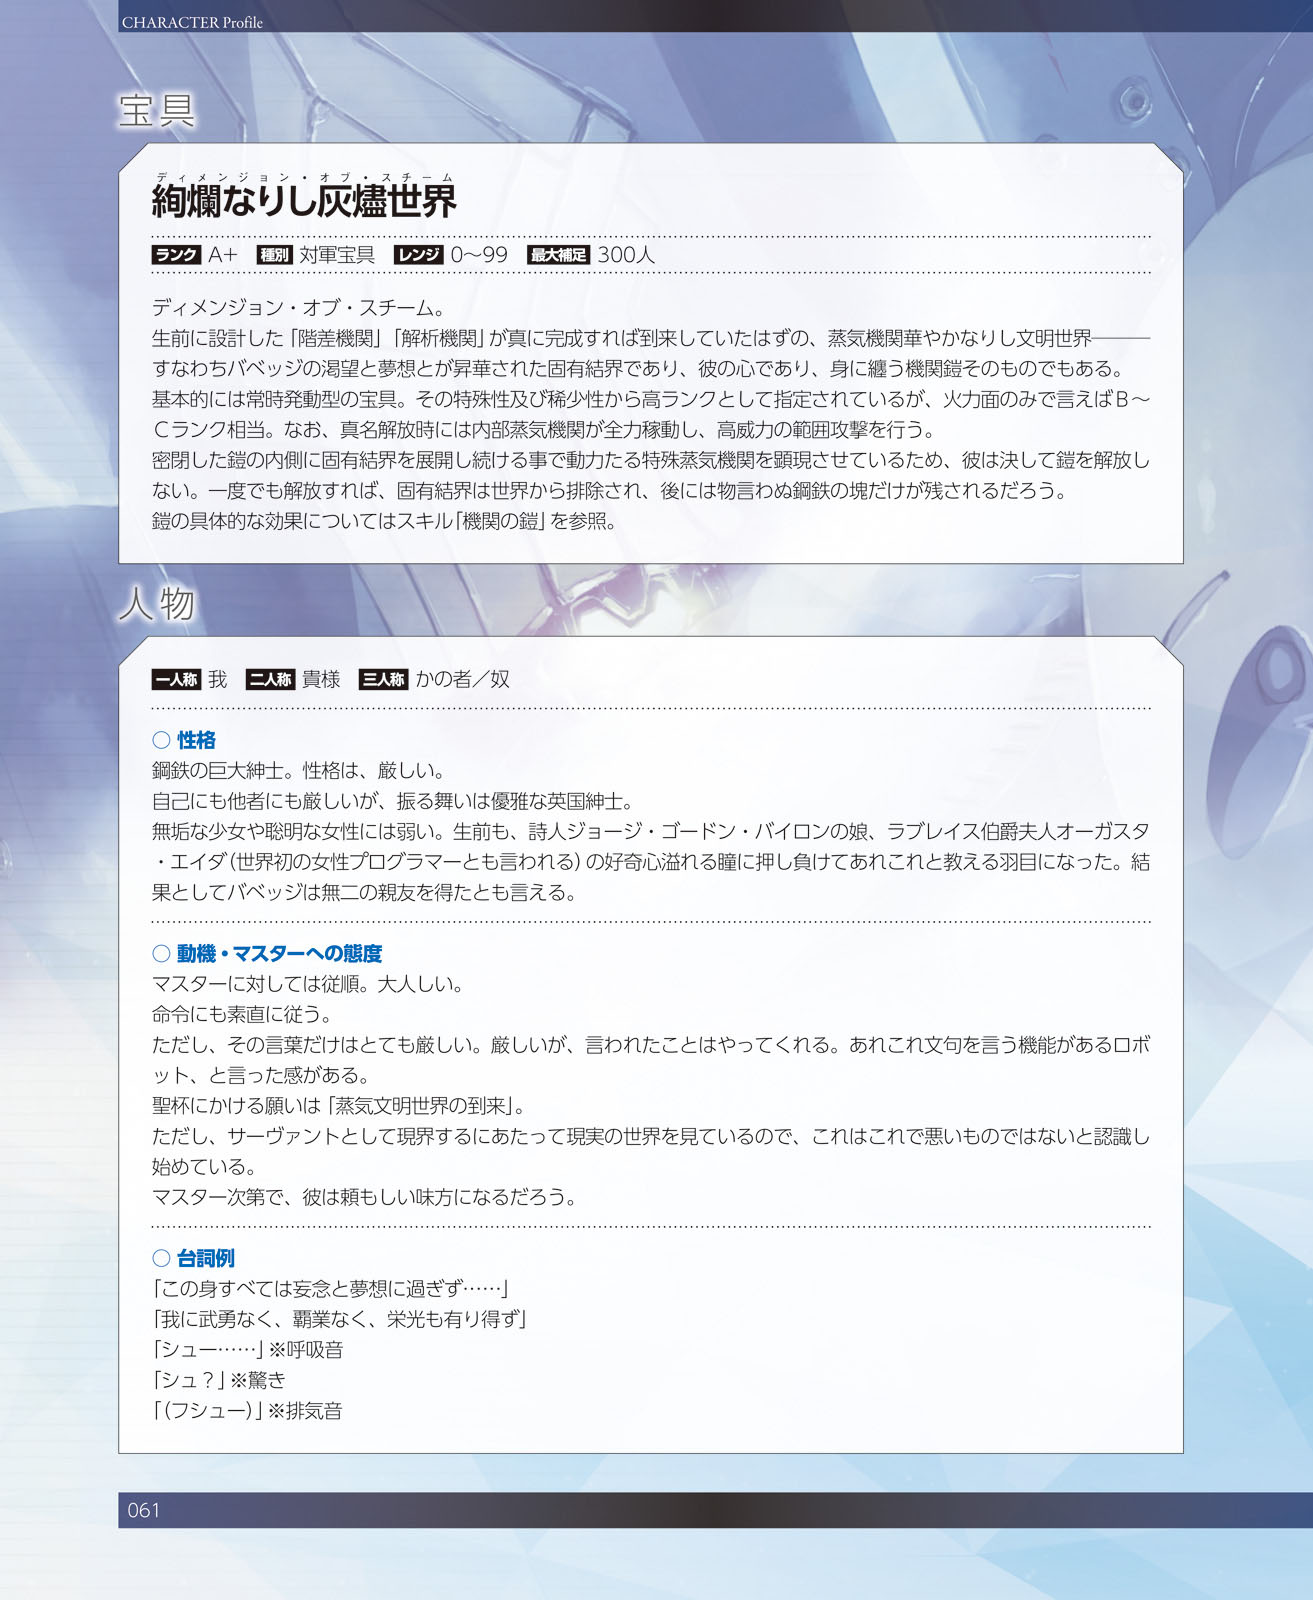 CHARACTER Profile
宝具
ディメンジョン・オブ・スチーム
絢爛なりし灰燼世界
ランク A+ 種別 対軍宝具 レンジ 0〜99 最大補足 300人
ディメンジョン・オブ・スチーム。
生前に設計した「階差機関」「解析機関」が真に完成すれば到来していたはずの、蒸気機関華やかなりし文明世界――
すなわちバベッジの渇望と夢想とが昇華された固有結界であり、彼の心であり、身に纏う機関鎧そのものでもある。
基本的には常時発動型の宝具。その特殊性及び稀少性から高ランクとして指定されているが、火力面のみで言えばB〜
Cランク相当。なお、真名解放時には内部蒸気機関が全力稼動し、高威力の範囲攻撃を行う。
密閉した鎧の内側に固有結界を展開し続ける事で動力たる特殊蒸気機関を顕現させているため、彼は決して鎧を解放し
ない。一度でも解放すれば、固有結界は世界から排除され、後には物言わぬ鋼鉄の塊だけが残されるだろう。
鎧の具体的な効果についてはスキル「機関の鎧」を参照。
人物
一人称 我 二人称 貴様 三人称 かの者／奴
○ 性格
鋼鉄の巨大紳士。性格は、厳しい。
自己にも他者にも厳しいが、振る舞いは優雅な英国紳士。
無垢な少女や聡明な女性には弱い。生前も、詩人ジョージ・ゴードン・バイロンの娘、ラブレイス伯爵夫人オーガスタ
・エイダ（世界初の女性プログラマーとも言われる）の好奇心溢れる瞳に押し負けてあれこれと教える羽目になった。結
果としてバベッジは無二の親友を得たとも言える。
○ 動機・マスターへの態度
マスターに対しては従順。大人しい。
命令にも素直に従う。
ただし、その言葉だけはとても厳しい。厳しいが、言われたことはやってくれる。あれこれ文句を言う機能があるロボ
ット、と言った感がある。
聖杯にかける願いは「蒸気文明世界の到来」。
ただし、サーヴァントとして現界するにあたって現実の世界を見ているので、これはこれで悪いものではないと認識し
始めている。
マスター次第で、彼は頼もしい味方になるだろう。
○ 台詞例
「この身すべては妄念と夢想に過ぎず……」
「我に武勇なく、覇業なく、栄光も有り得ず」
「シュー……」※呼吸音
「シュ？」※驚き
「（フシュー）」※排気音
061